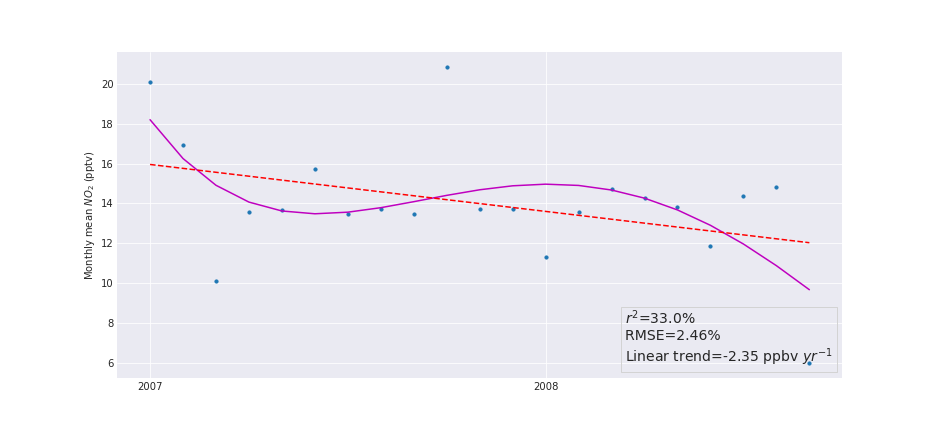 Monthly mean NO₂ (pptv)
20
18
16
14
12
10
8
6
2007
2008
r²=33.0%
RMSE=2.46%
Linear trend=-2.35 ppbv yr⁻¹